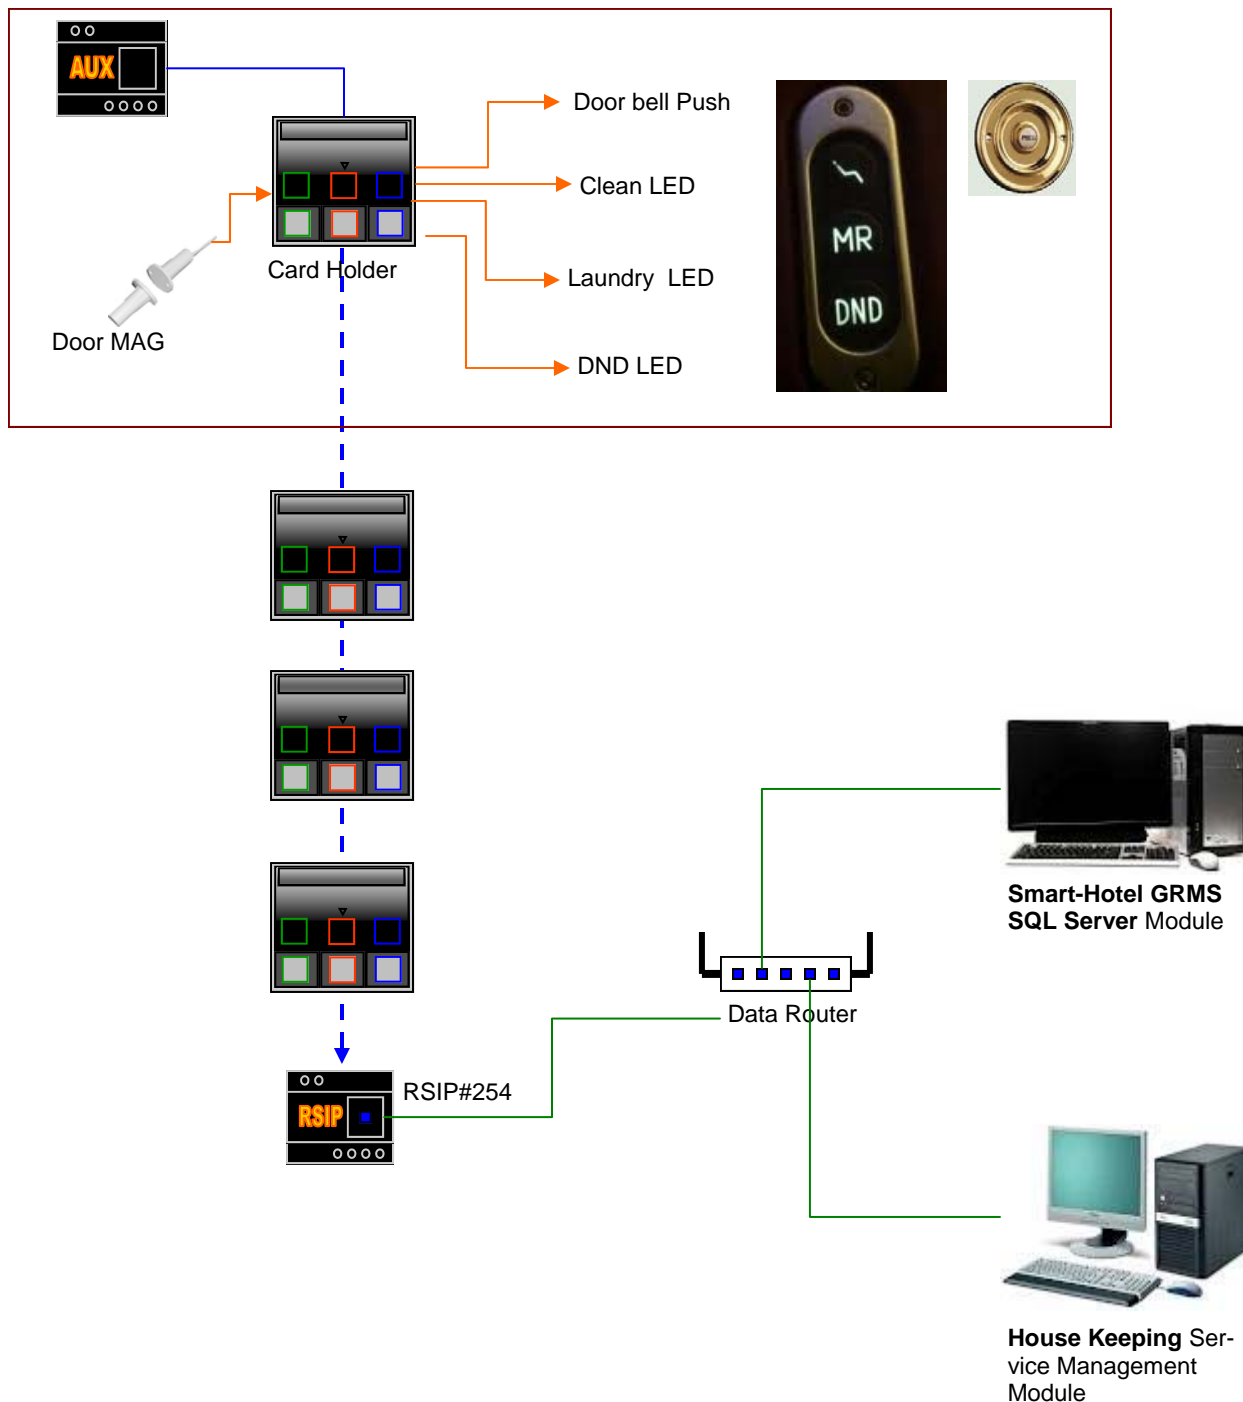 AUX
Door bell Push
Clean LED
Laundry LED
DND LED
Card Holder
Door MAG
MR
DND
RSIP
RSIP#254
Data Router
Smart-Hotel GRMS
SQL Server Module
House Keeping Ser-
vice Management
Module